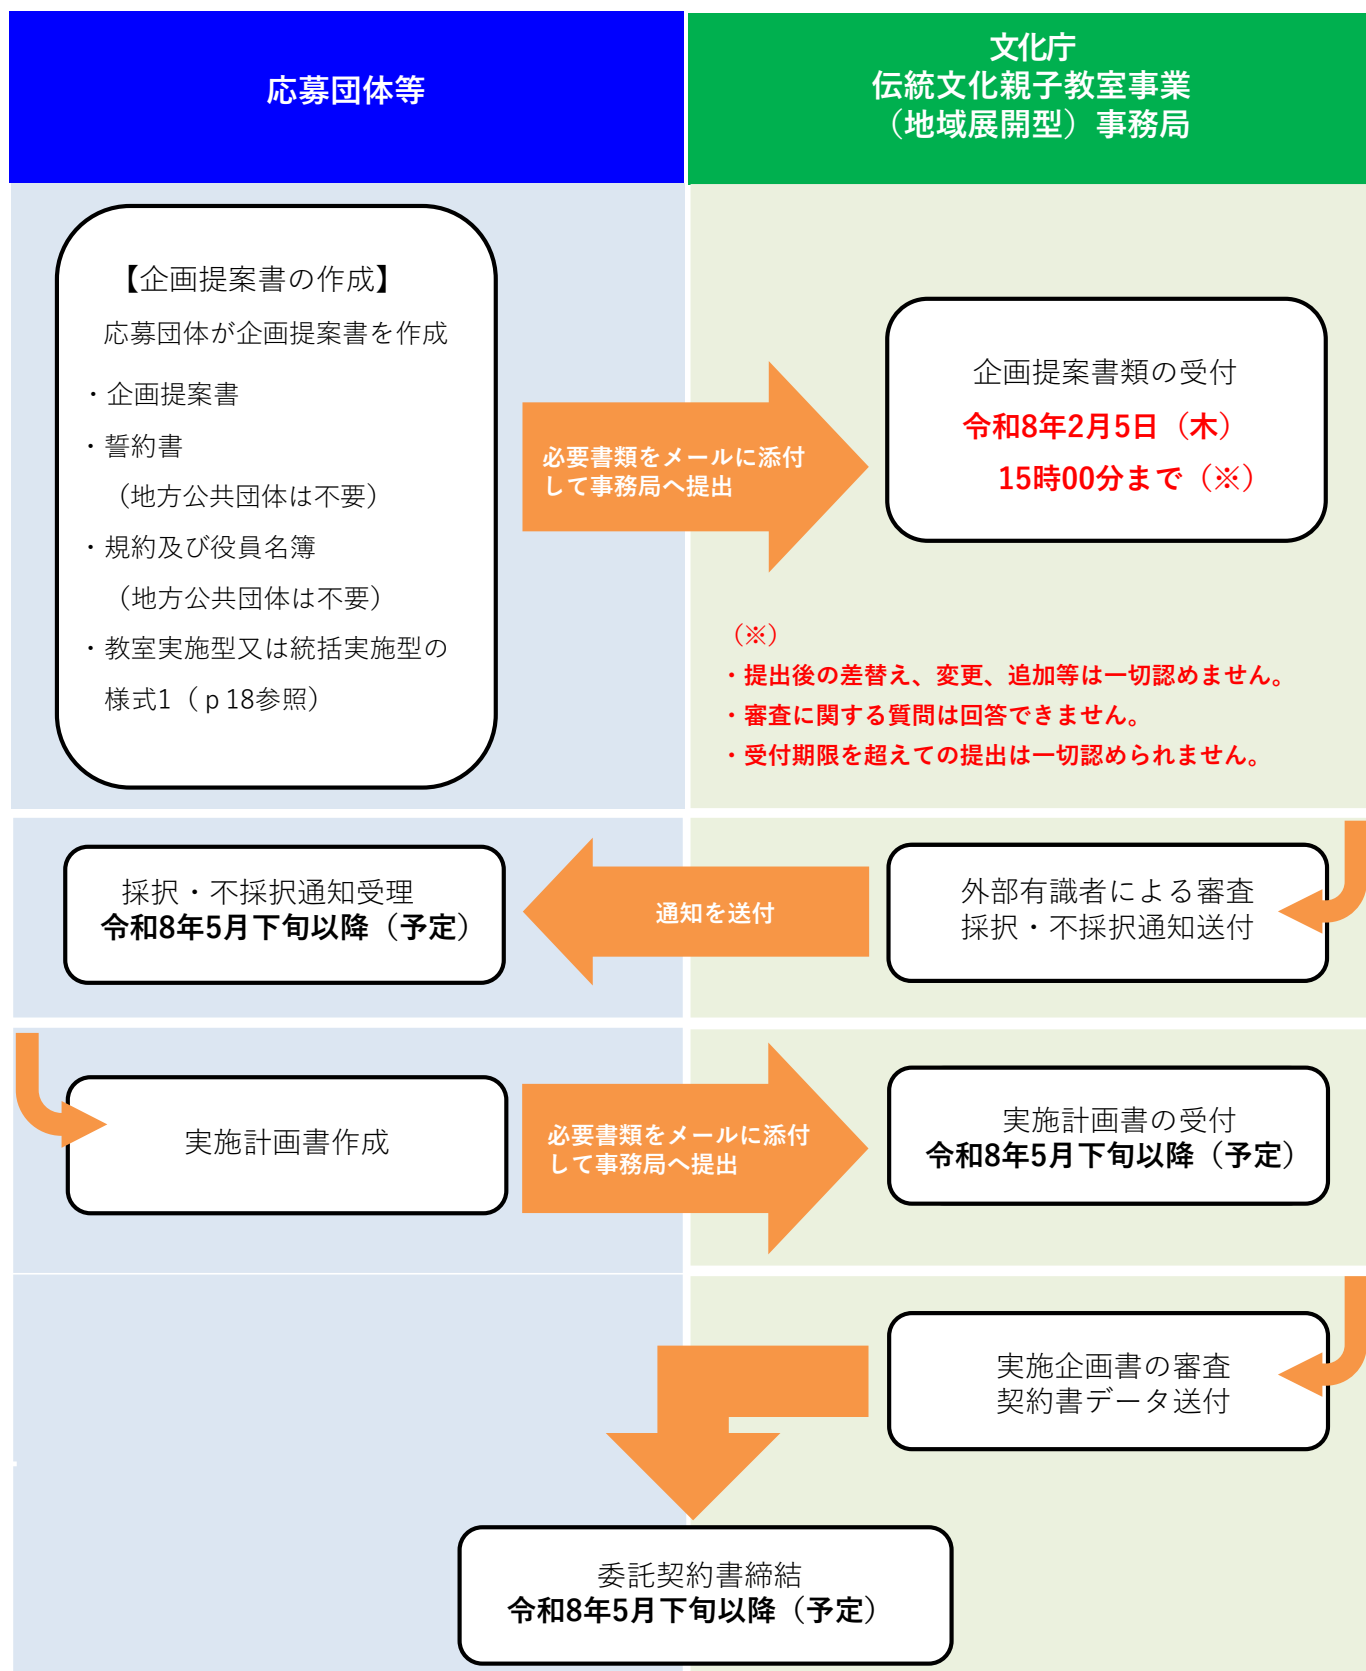 応募団体等
文化庁
伝統文化親子教室事業
（地域展開型）事務局
【企画提案書の作成】
応募団体が企画提案書を作成
・企画提案書
・誓約書
（地方公共団体は不要）
・規約及び役員名簿
（地方公共団体は不要）
・教室実施型又は統括実施型の
様式1（ｐ18参照）
必要書類をメールに添付
して事務局へ提出
企画提案書類の受付
令和8年2月5日（木）
15時00分まで（※）
（※）
・提出後の差替え、変更、追加等は一切認めません。
・審査に関する質問は回答できません。
・受付期限を超えての提出は一切認められません。
外部有識者による審査
採択・不採択通知送付
通知を送付
採択・不採択通知受理
令和8年5月下旬以降（予定）
実施計画書作成
必要書類をメールに添付
して事務局へ提出
実施計画書の受付
令和8年5月下旬以降（予定）
実施企画書の審査
契約書データ送付
委託契約書締結
令和8年5月下旬以降（予定）